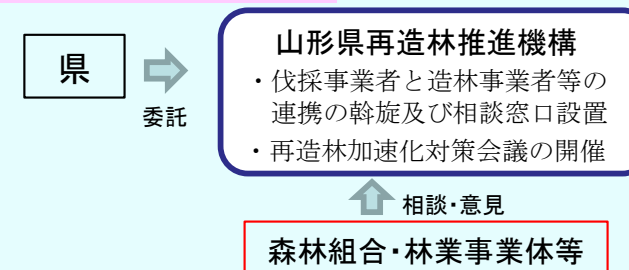 県
委託
山形県再造林推進機構
・伐採事業者と造林事業者等の
連携の斡旋及び相談窓口設置
・再造林加速化対策会議の開催
相談・意見
森林組合・林業事業体等